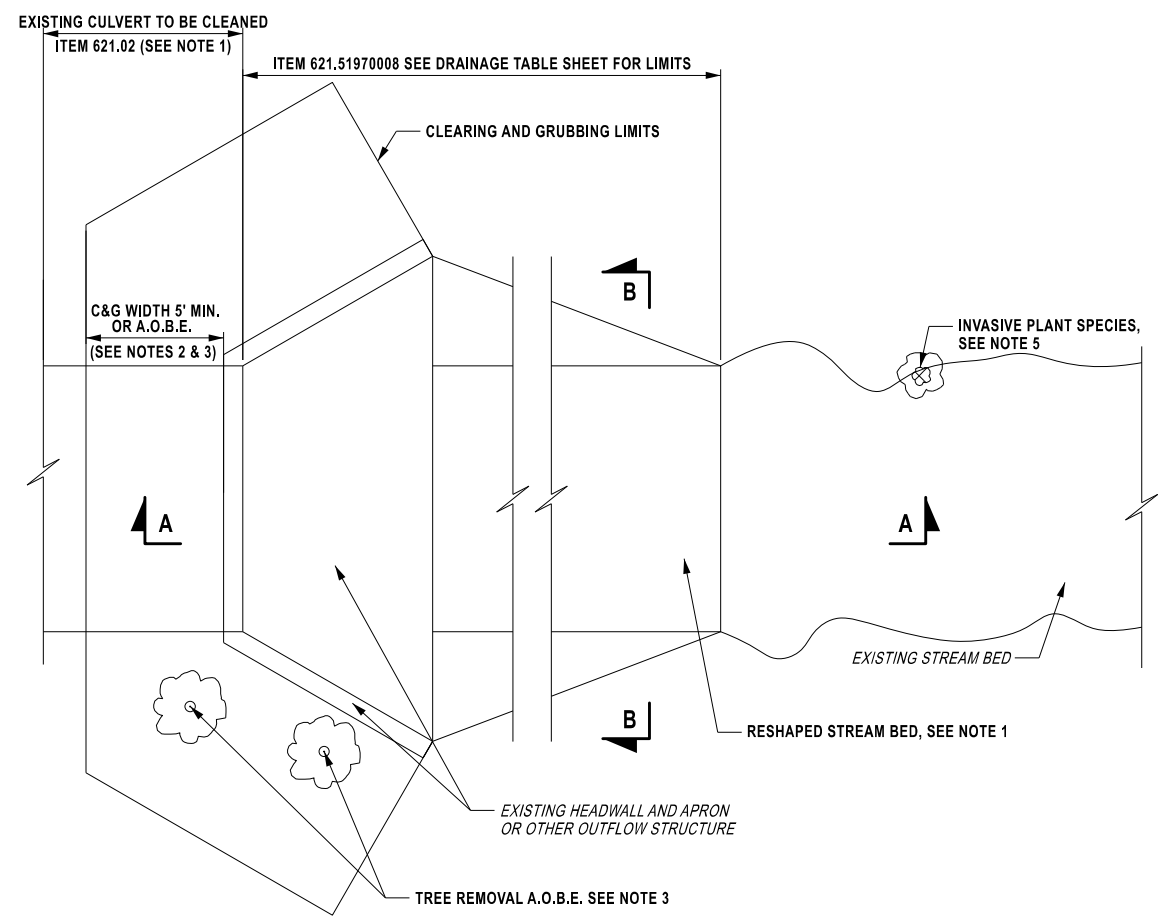 EXISTING CULVERT TO BE CLEANED
ITEM 621.02 (SEE NOTE 1)
ITEM 621.51970008 SEE DRAINAGE TABLE SHEET FOR LIMITS
CLEARING AND GRUBBING LIMITS
B
C&G WIDTH 5' MIN.
OR A.O.B.E.
(SEE NOTES 2 & 3)
INVASIVE PLANT SPECIES,
SEE NOTE 5
A
A
EXISTING STREAM BED
B
RESHAPED STREAM BED, SEE NOTE 1
EXISTING HEADWALL AND APRON
OR OTHER OUTFLOW STRUCTURE
TREE REMOVAL A.O.B.E. SEE NOTE 3